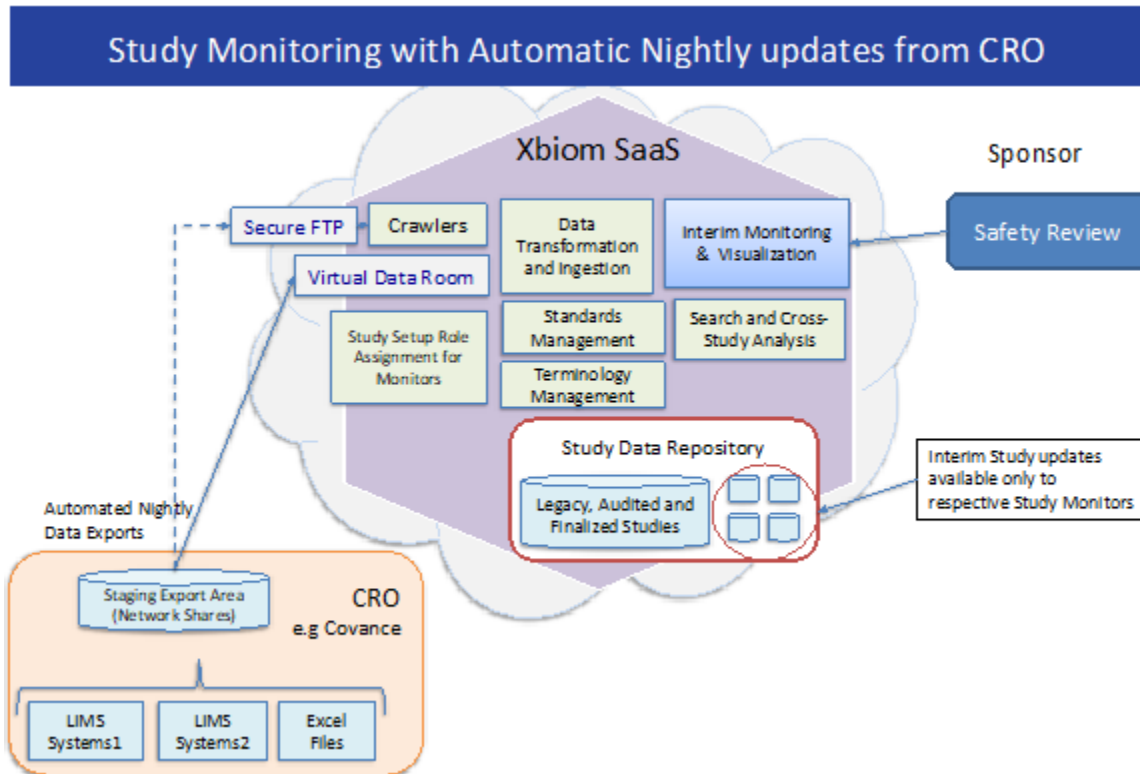 Study Monitoring with Automatic Nightly updates from CRO
Xbiom SaaS
Sponsor
Secure FTP
Crawlers
Data
Transformation
and Ingestion
Interim Monitoring
& Visualization
Safety Review
Virtual Data Room
Study Setup Role
Assignment for
Monitors
Standards
Management
Search and Cross-
Study Analysis
Terminology
Management
Study Data Repository
Legacy, Audited and
Finalized Studies
Interim Study updates
available only to
respective Study Monitors
Automated Nightly
Data Exports
Staging Export Area
(Network Shares)
CRO
e.g Covance
LIMS
Systems1
LIMS
Systems2
Excel
Files